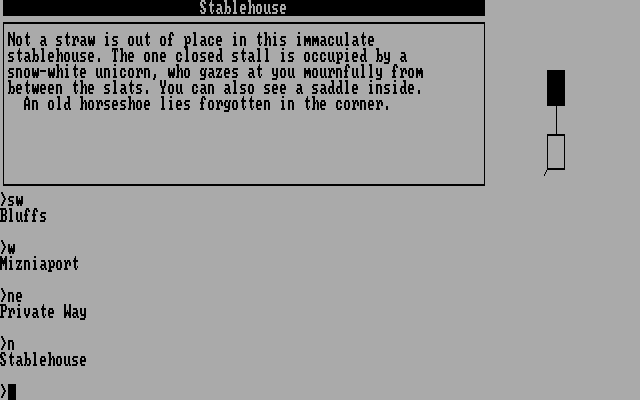 Stablehouse
Not a straw is out of place in this immaculate
stablehouse. The one closed stall is occupied by a
snow-white unicorn, who gazes at you mournfully from
between the slats. You can also see a saddle inside.
An old horseshoe lies forgotten in the corner.
>sw
Bluffs
>w
Mizniaport
>ne
Private Way
>n
Stablehouse
>